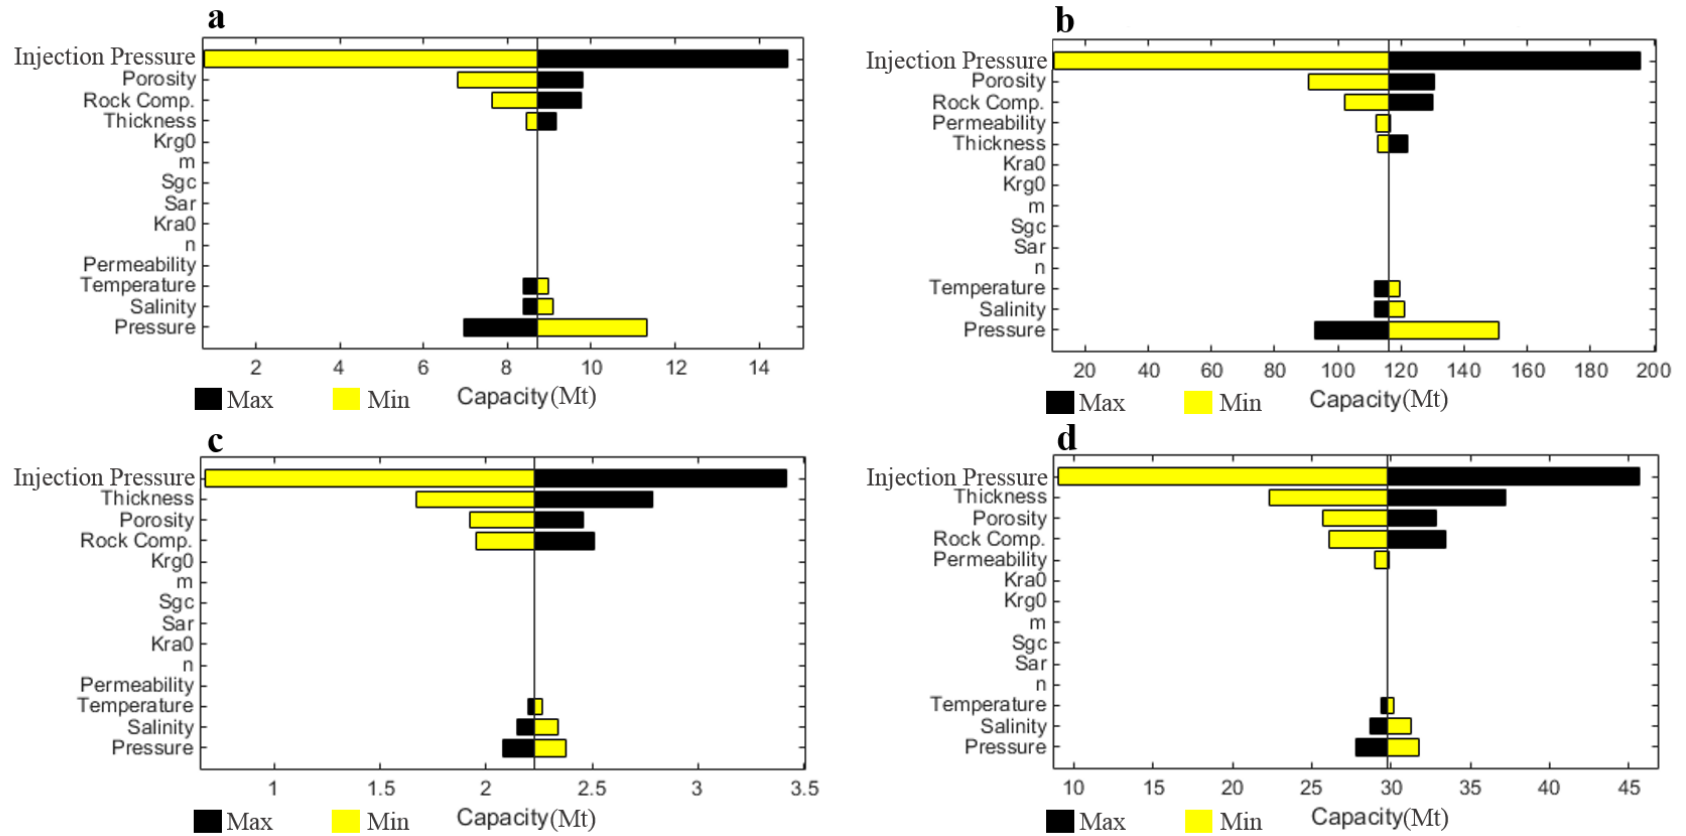 a
Injection Pressure
Porosity
Rock Comp.
Thickness
Krg0
m
Sgc
Sar
Kra0
n
Permeability
Temperature
Salinity
Pressure
2 4 6 8 10 12 14
Max Min Capacity(Mt)
b
Injection Pressure
Porosity
Rock Comp.
Permeability
Thickness
Kra0
Krg0
m
Sgc
Sar
n
Temperature
Salinity
Pressure
20 40 60 80 100 120 140 160 180 200
Max Min Capacity(Mt)
c
Injection Pressure
Thickness
Porosity
Rock Comp.
Krg0
m
Sgc
Sar
Kra0
n
Permeability
Temperature
Salinity
Pressure
1 1.5 2 2.5 3 3.5
Max Min Capacity(Mt)
d
Injection Pressure
Thickness
Porosity
Rock Comp.
Permeability
Kra0
Krg0
m
Sgc
Sar
n
Temperature
Salinity
Pressure
10 15 20 25 30 35 40 45
Max Min Capacity(Mt)